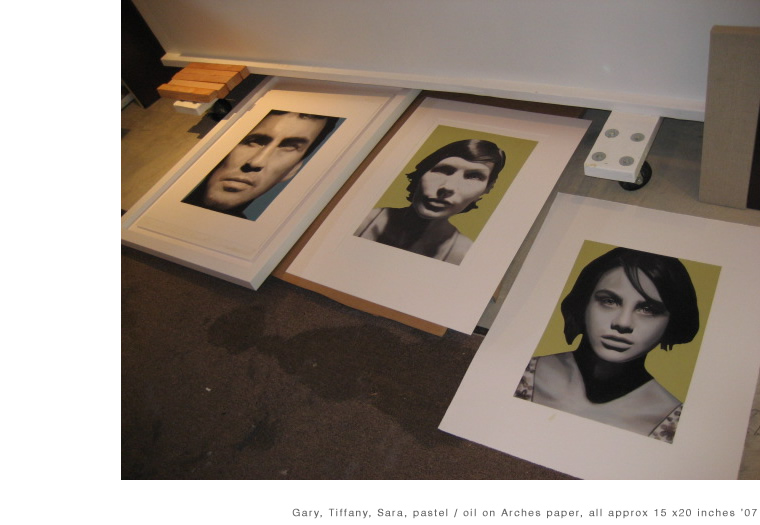 Gary, Tiffany, Sara, pastel / oil on Arches paper, all approx 15 x20 inches '07